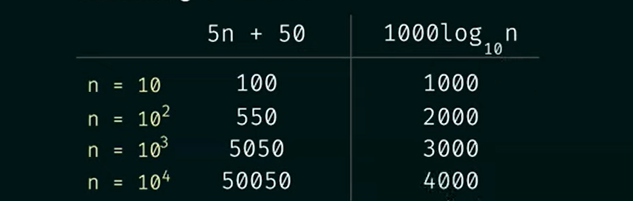 5n + 50 1000log₁₀n
n = 10 100 1000
n = 10² 550 2000
n = 10³ 5050 3000
n = 10⁴ 50050 4000